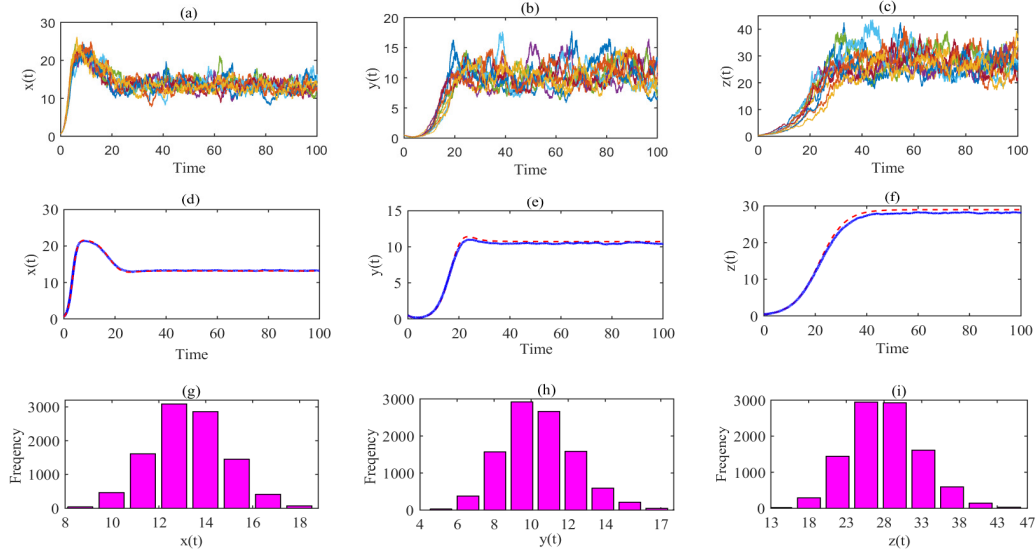 (a)
30
20
10
0
x(t)
0 20 40 60 80 100
Time
(b)
20
15
10
5
0
y(t)
0 20 40 60 80 100
Time
(c)
40
30
20
10
0
z(t)
0 20 40 60 80 100
Time
(d)
30
20
10
0
x(t)
0 20 40 60 80 100
Time
(e)
15
10
5
0
y(t)
0 20 40 60 80 100
Time
(f)
30
20
10
0
z(t)
0 20 40 60 80 100
Time
(g)
3000
2000
1000
0
Freqency
8 10 12 14 16 18
x(t)
(h)
3000
2000
1000
0
Freqency
4 6 8 10 12 14 17
y(t)
(i)
3000
2000
1000
0
Freqency
13 18 23 28 33 38 43 47
z(t)